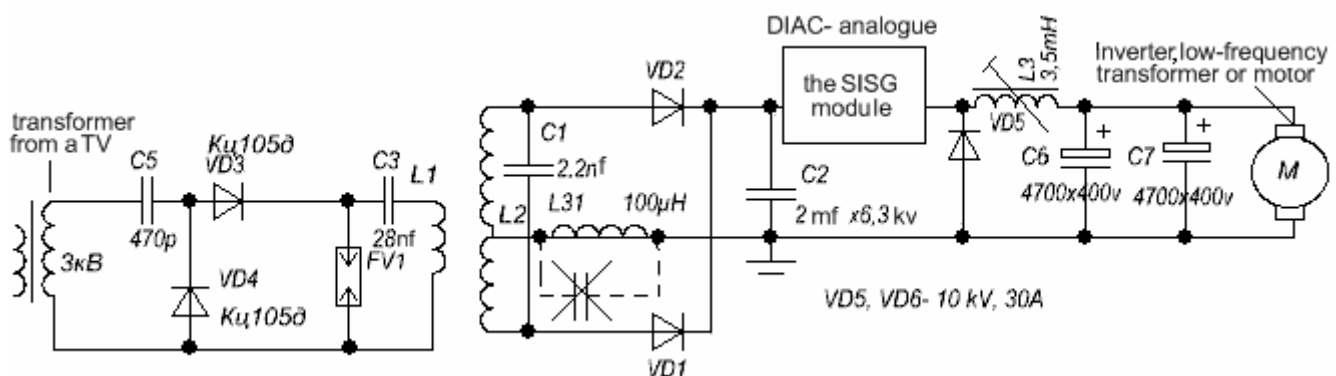 DIAC- analogue
Inverter,low-frequency
transformer or motor
transformer
from a TV
the SISG
module
VD2
L3
3,5mH
VD5
C1
2.2nf
C5
470p
Кц105д
VD3
C3
28nf
L1
L2
L31
100µH
C2
2 mf x6,3 kv
C6
4700x400v
C7
4700x400v
M
3кВ
VD4
Кц105д
FV1
VD1
VD5, VD6- 10 kV, 30A
+
+